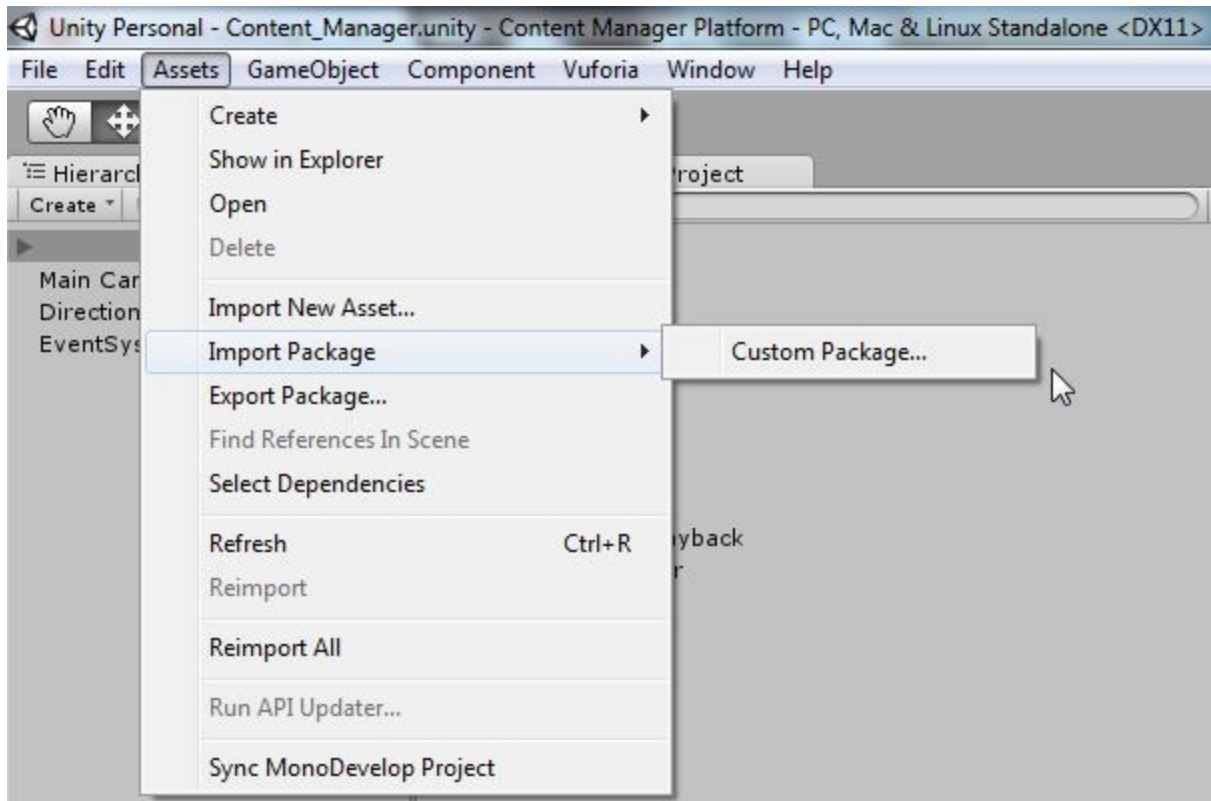 Unity Personal - Content_Manager.unity - Content Manager Platform - PC, Mac & Linux Standalone <DX11>
File Edit Assets GameObject Component Vuforia Window Help
Create
Show in Explorer
Hierarc
roject
Create
Open
Delete
Main Car
Import New Asset...
Direction
EventSys
Import Package
Custom Package...
Export Package...
Find References In Scene
Select Dependencies
Refresh Ctrl+R
yback
r
Reimport
Reimport All
Run API Updater...
Sync MonoDevelop Project